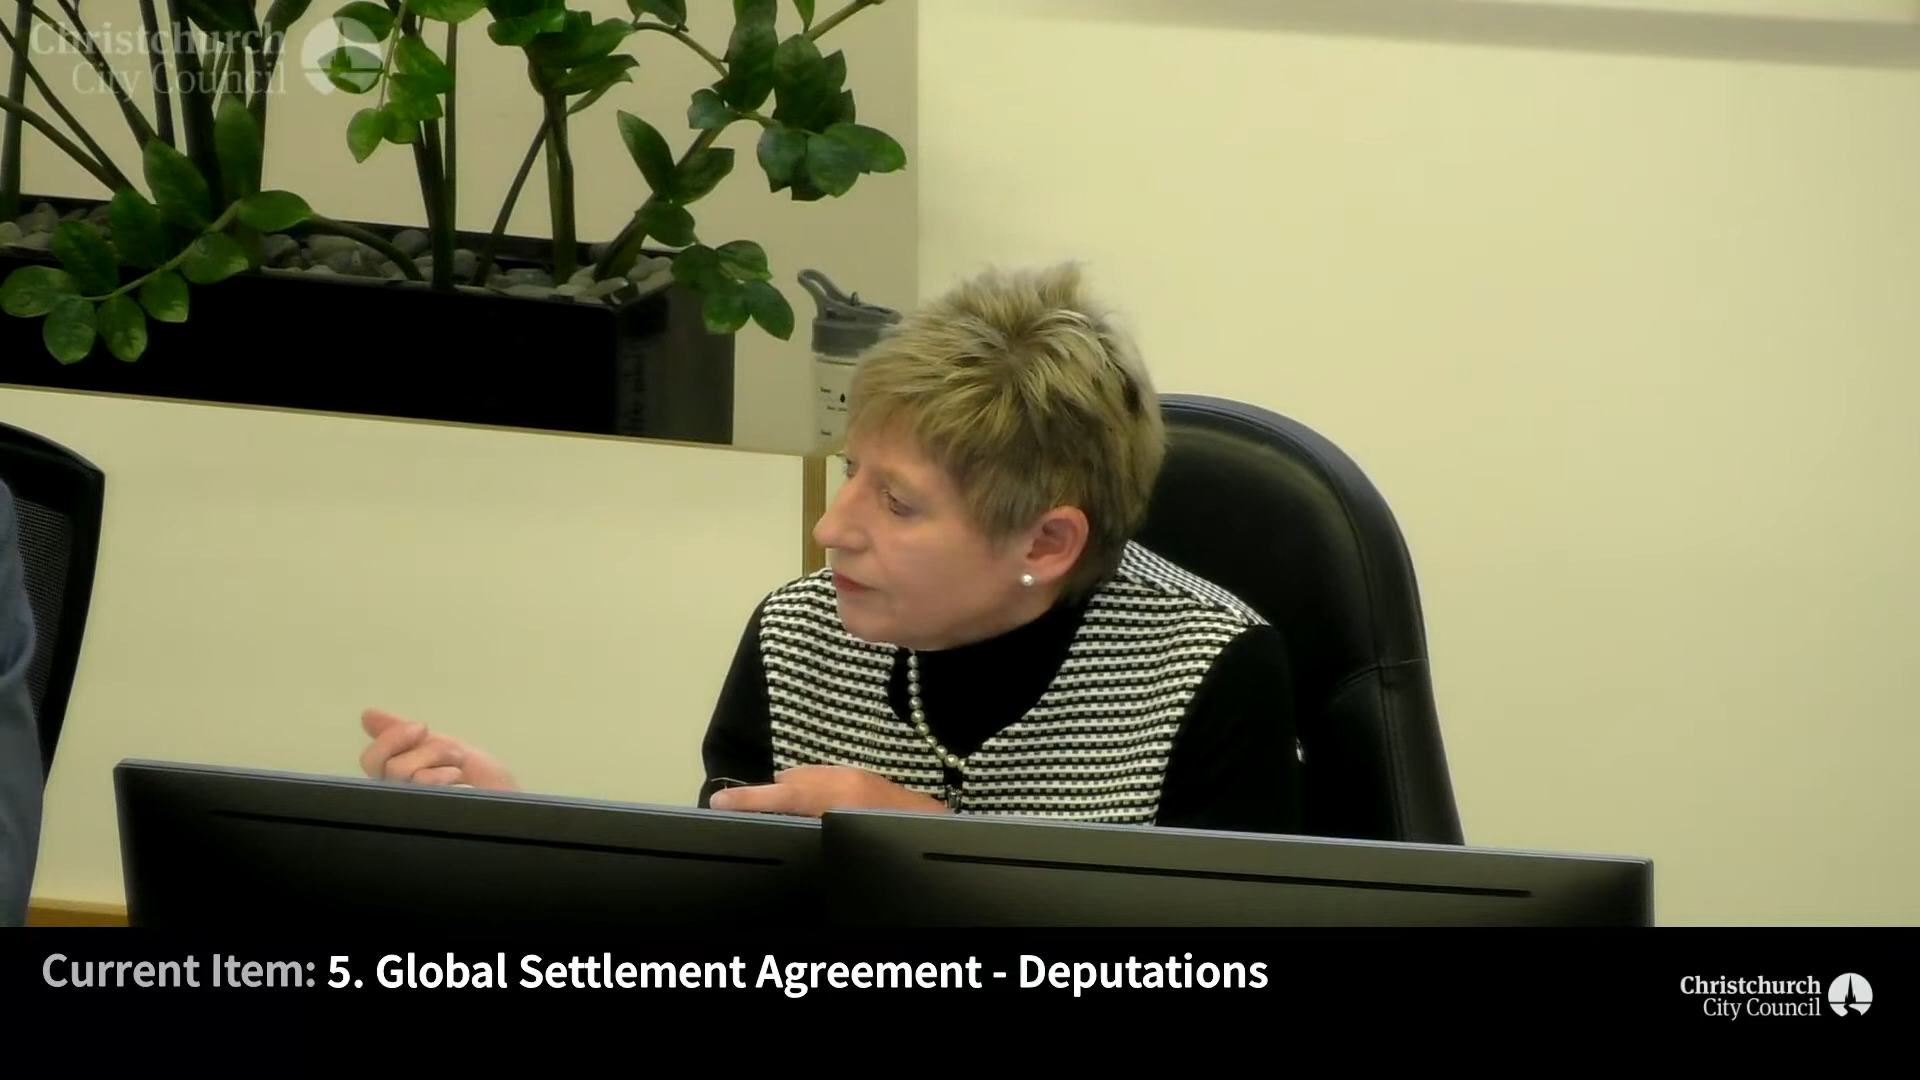 Christchurch
City Council
Current Item: 5. Global Settlement Agreement - Deputations
Christchurch
City Council